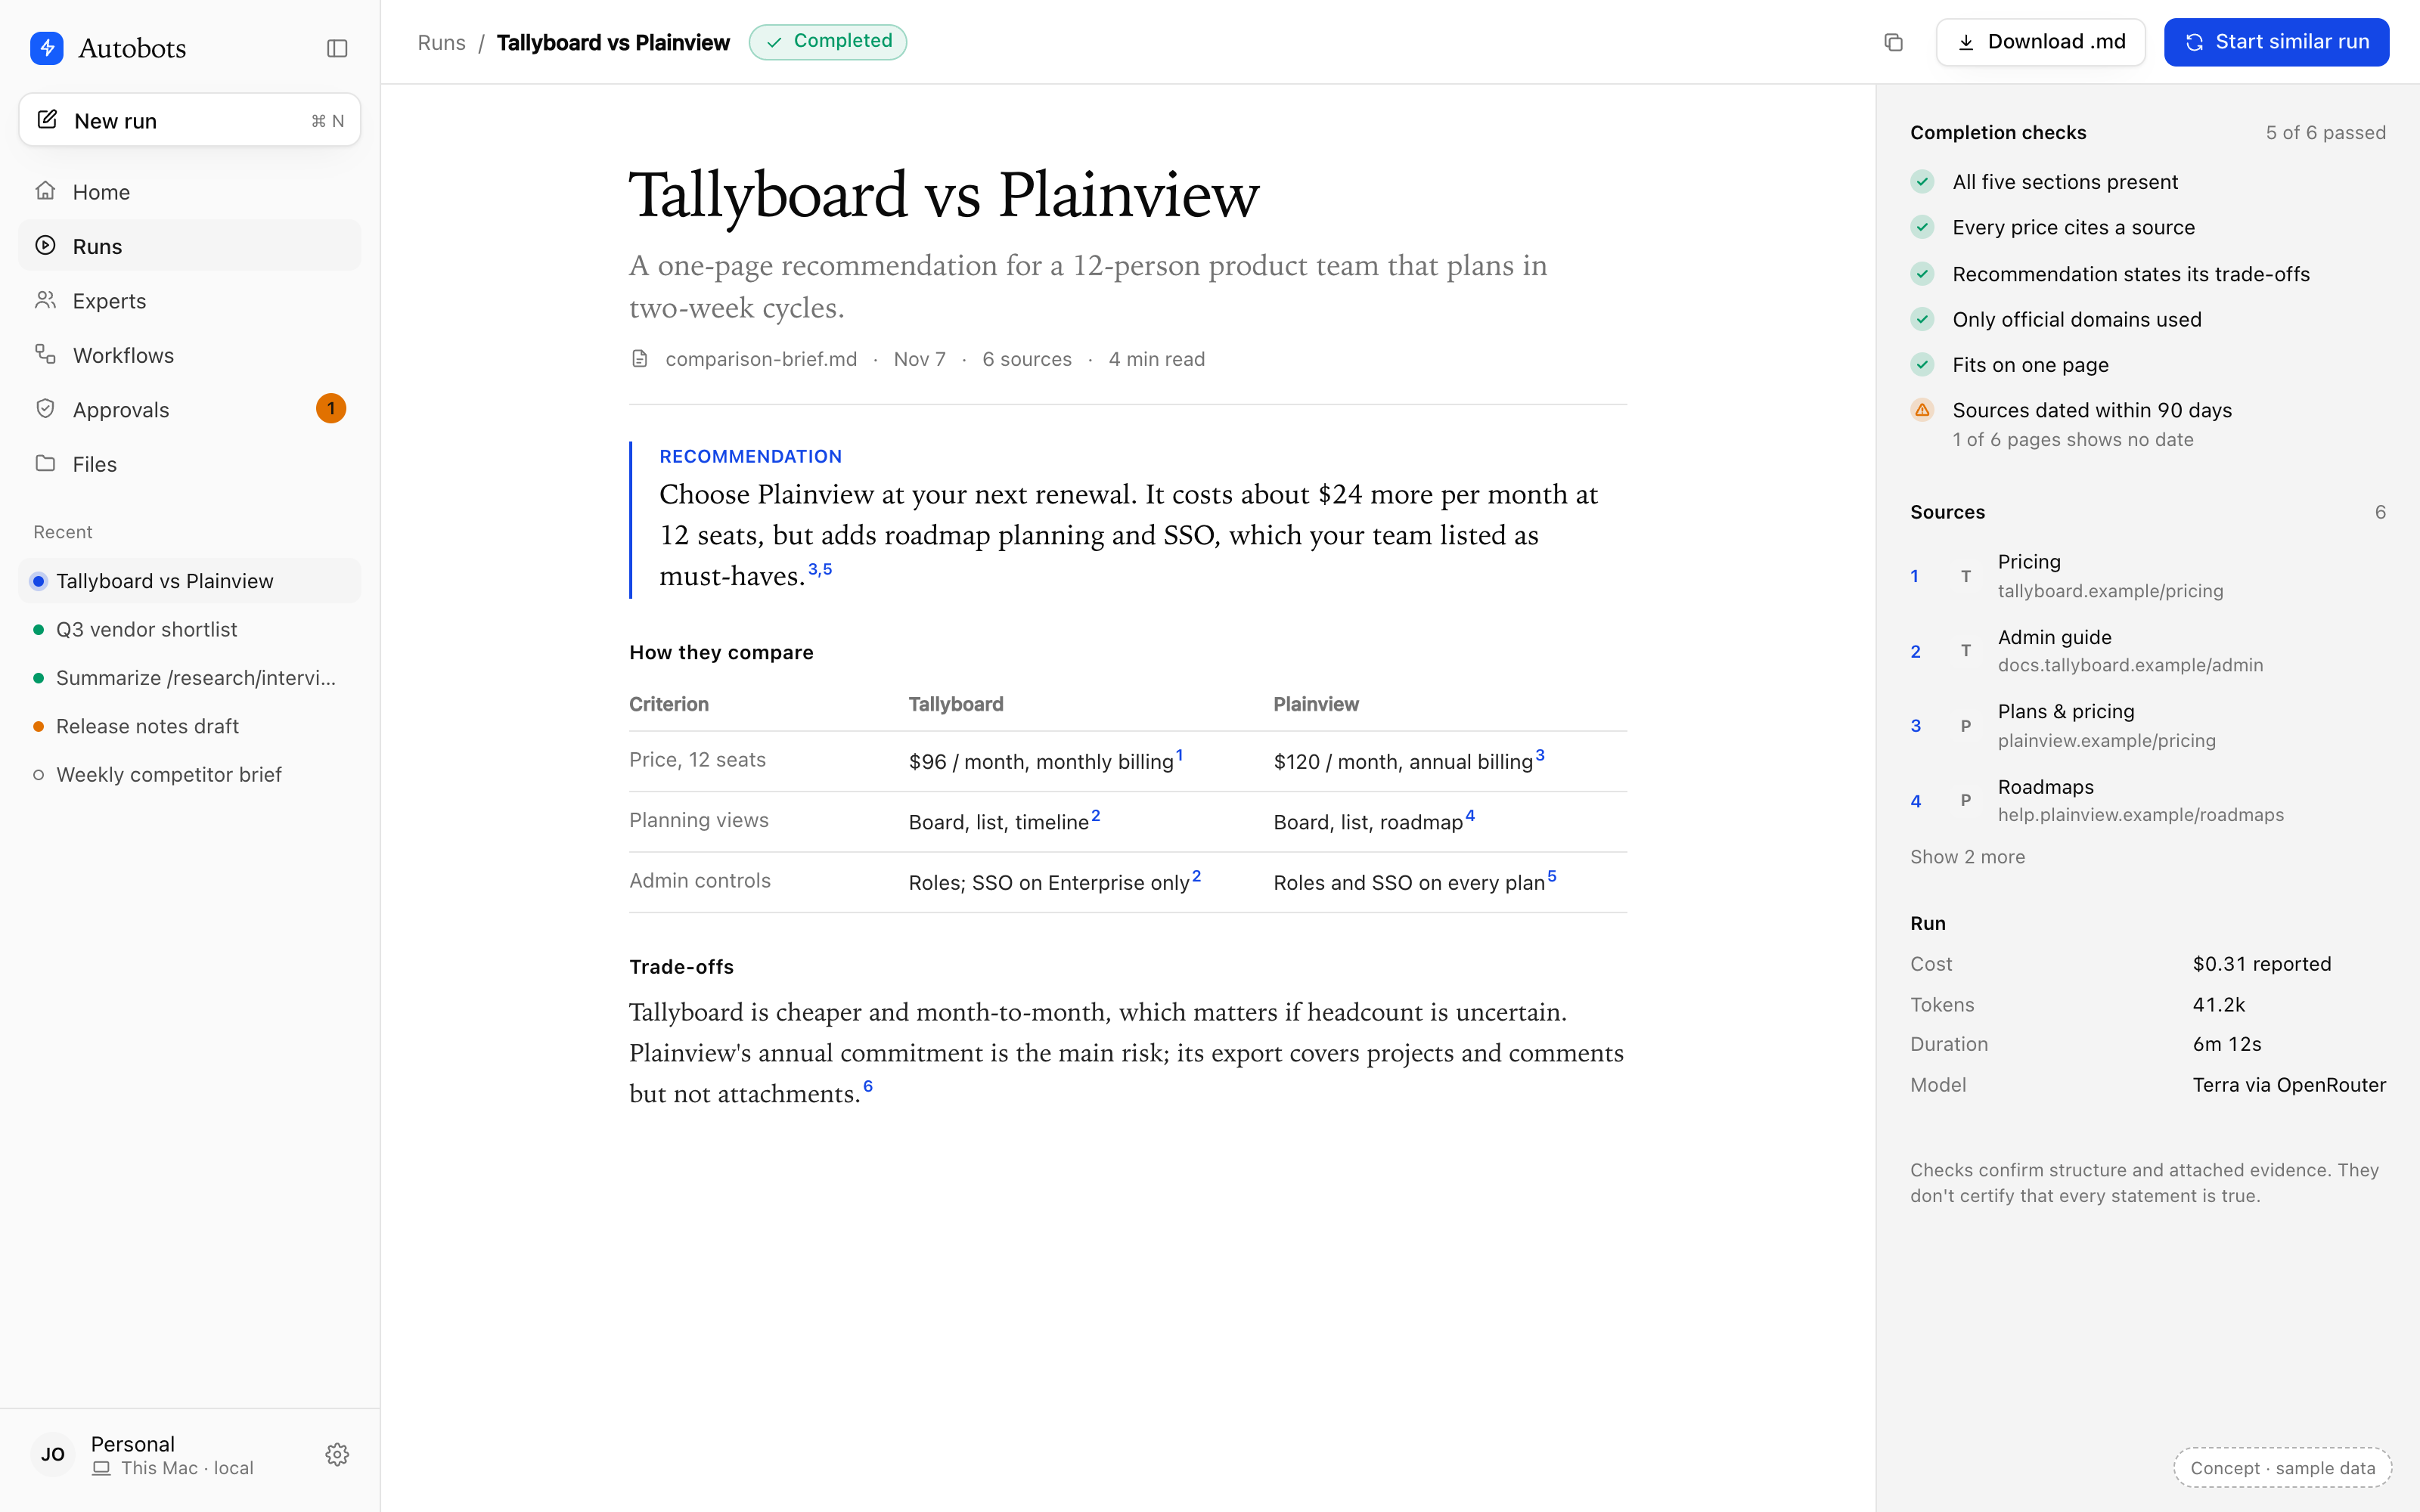 Autobots
New run ⌘ N
Home
Runs
Experts
Workflows
Approvals 1
Files
Recent
Tallyboard vs Plainview
Q3 vendor shortlist
Summarize /research/intervi...
Release notes draft
Weekly competitor brief
JO
Personal
This Mac · local
Runs / Tallyboard vs Plainview Completed
Download .md
Start similar run
Tallyboard vs Plainview
A one-page recommendation for a 12-person product team that plans in
two-week cycles.
comparison-brief.md · Nov 7 · 6 sources · 4 min read
RECOMMENDATION
Choose Plainview at your next renewal. It costs about $24 more per month at
12 seats, but adds roadmap planning and SSO, which your team listed as
must-haves.3,5
How they compare
Criterion Tallyboard Plainview
Price, 12 seats $96 / month, monthly billing1 $120 / month, annual billing3
Planning views Board, list, timeline2 Board, list, roadmap4
Admin controls Roles; SSO on Enterprise only2 Roles and SSO on every plan5
Trade-offs
Tallyboard is cheaper and month-to-month, which matters if headcount is uncertain.
Plainview's annual commitment is the main risk; its export covers projects and comments
but not attachments.6
Completion checks 5 of 6 passed
All five sections present
Every price cites a source
Recommendation states its trade-offs
Only official domains used
Fits on one page
Sources dated within 90 days
1 of 6 pages shows no date
Sources 6
1 T Pricing
tallyboard.example/pricing
2 T Admin guide
docs.tallyboard.example/admin
3 P Plans & pricing
plainview.example/pricing
4 P Roadmaps
help.plainview.example/roadmaps
Show 2 more
Run
Cost $0.31 reported
Tokens 41.2k
Duration 6m 12s
Model Terra via OpenRouter
Checks confirm structure and attached evidence. They
don't certify that every statement is true.
Concept · sample data